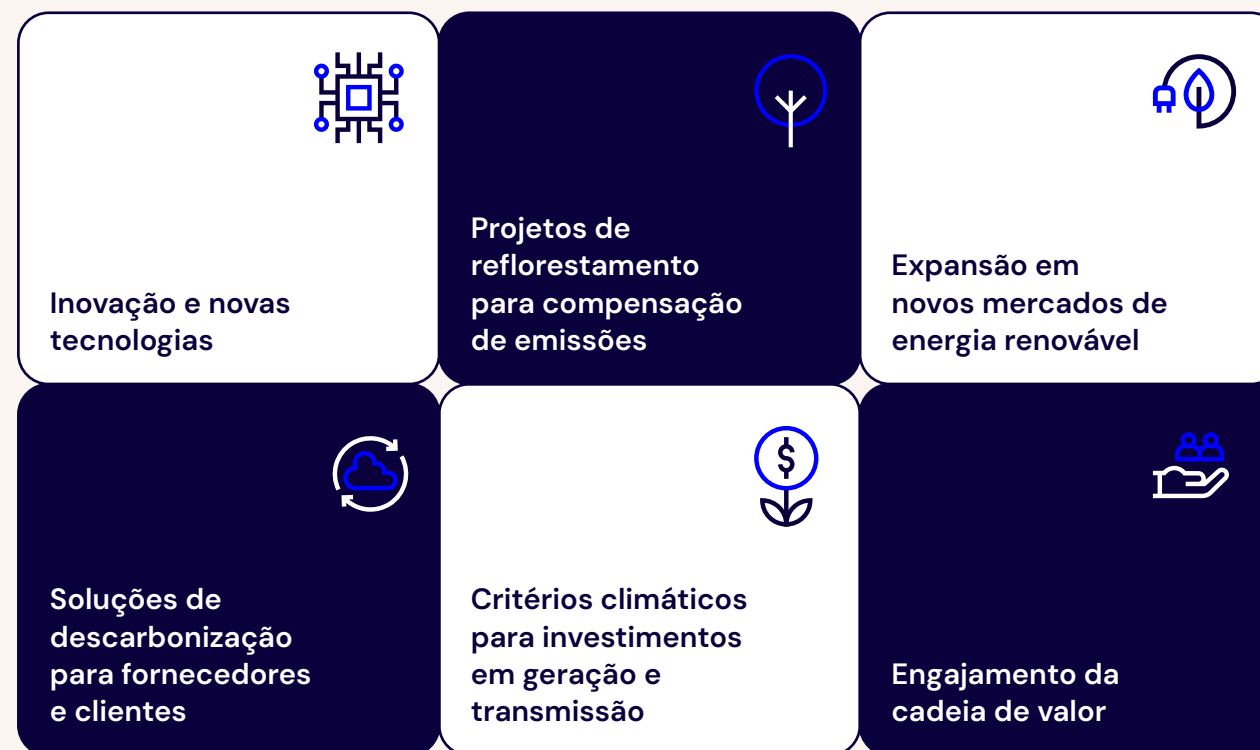 Inovação e novas
tecnologias
Projetos de
reflorestamento
para compensação
de emissões
Expansão em
novos mercados de
energia renovável
Soluções de
descarbonização
para fornecedores
e clientes
$
Critérios climáticos
para investimentos
em geração e
transmissão
Engajamento da
cadeia de valor